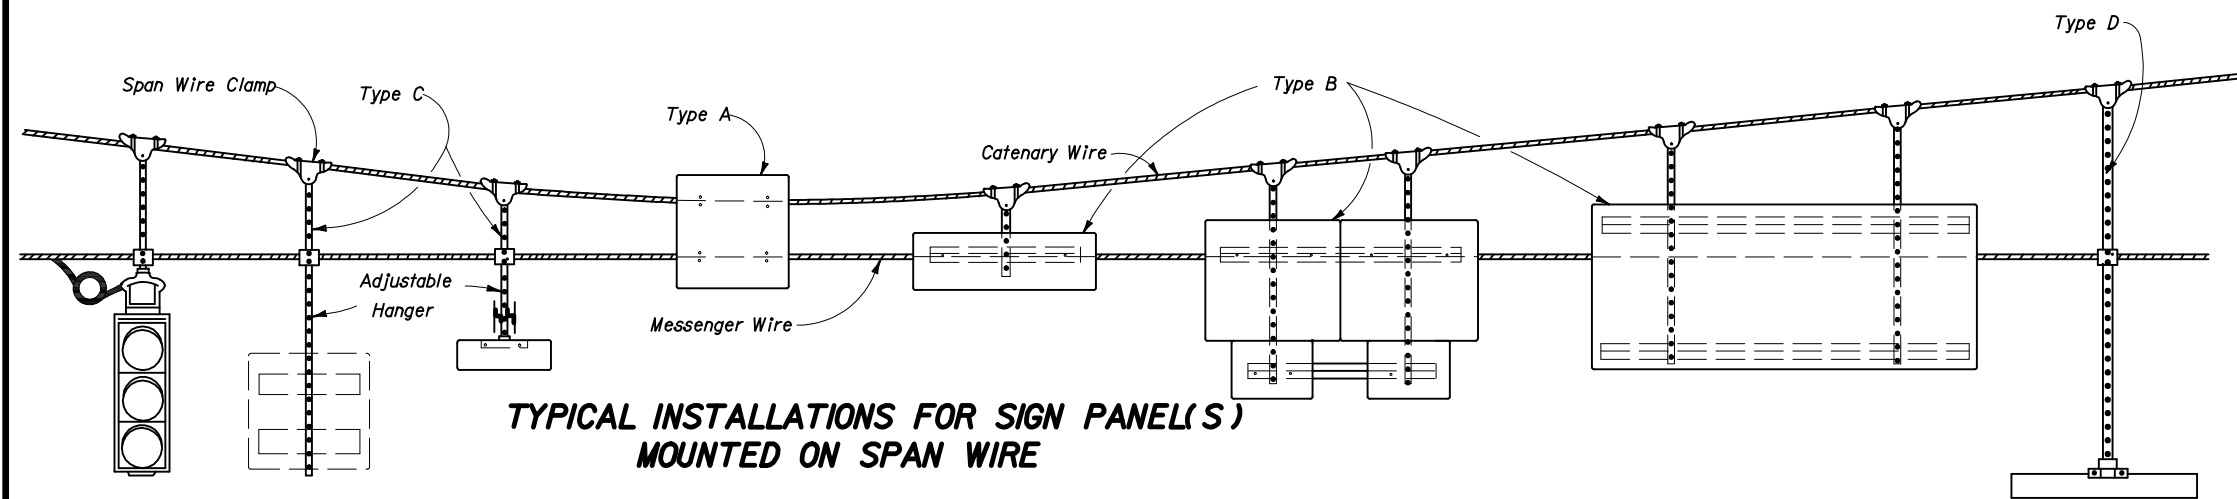 Type D
Span Wire Clamp
Type C
Type A
Type B
Catenary Wire
Adjustable
Hanger
Messenger Wire
TYPICAL INSTALLATIONS FOR SIGN PANEL(S)
MOUNTED ON SPAN WIRE